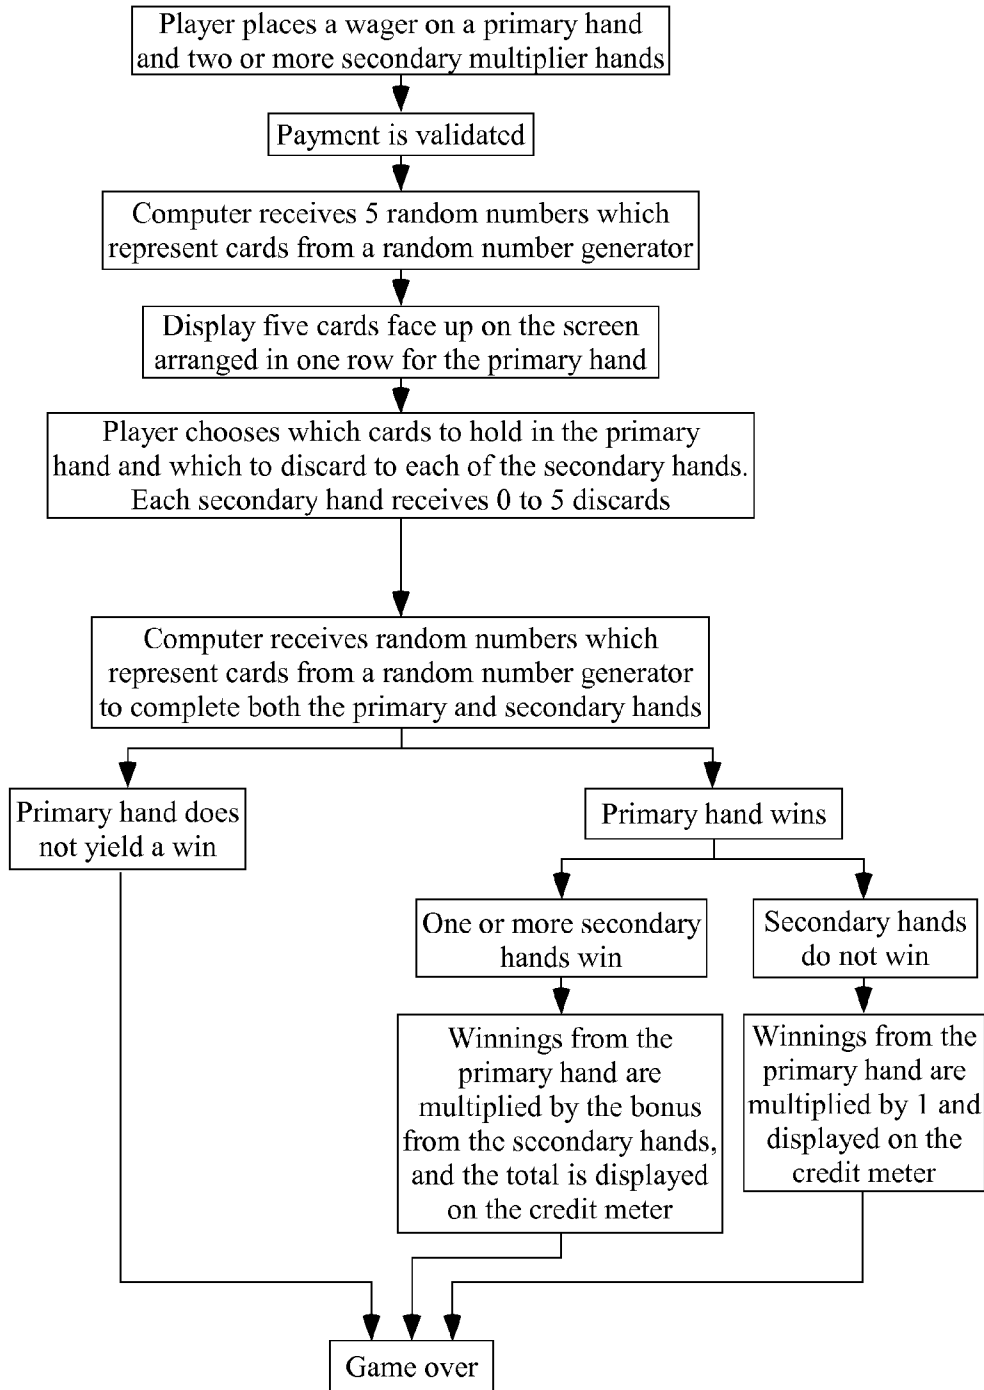 Player places a wager on a primary hand
and two or more secondary multiplier hands
Payment is validated
Computer receives 5 random numbers which
represent cards from a random number generator
Display five cards face up on the screen
arranged in one row for the primary hand
Player chooses which cards to hold in the primary
hand and which to discard to each of the secondary hands.
Each secondary hand receives 0 to 5 discards
Computer receives random numbers which
represent cards from a random number generator
to complete both the primary and secondary hands
Primary hand does
not yield a win
Primary hand wins
One or more secondary
hands win
Secondary hands
do not win
Winnings from the
primary hand are
multiplied by the bonus
from the secondary hands,
and the total is displayed
on the credit meter
Winnings from the
primary hand are
multiplied by 1 and
displayed on the
credit meter
Game over